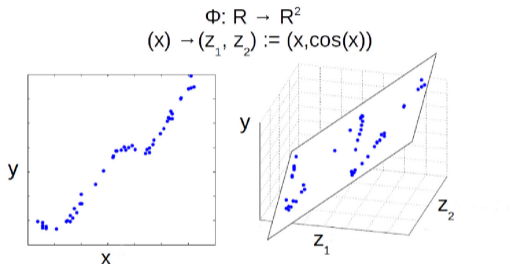 Φ: R → R²
(x) →(z₁, z₂) := (x,cos(x))
y
x
y
z₁
z₂